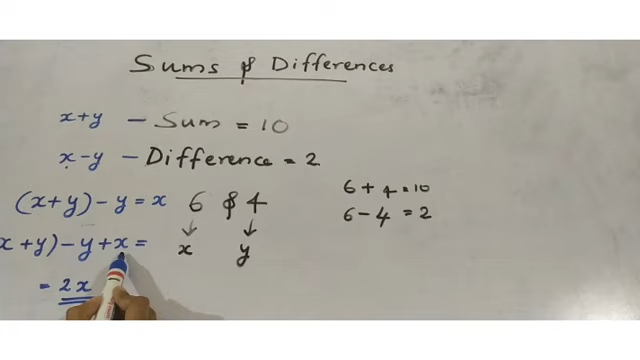 Sums & Differences
x+y - Sum = 10
x-y - Difference = 2
(x+y)-y=x 6 & 4
x y
x+y)-y+x=
= 2x
6+4=10
6-4=2